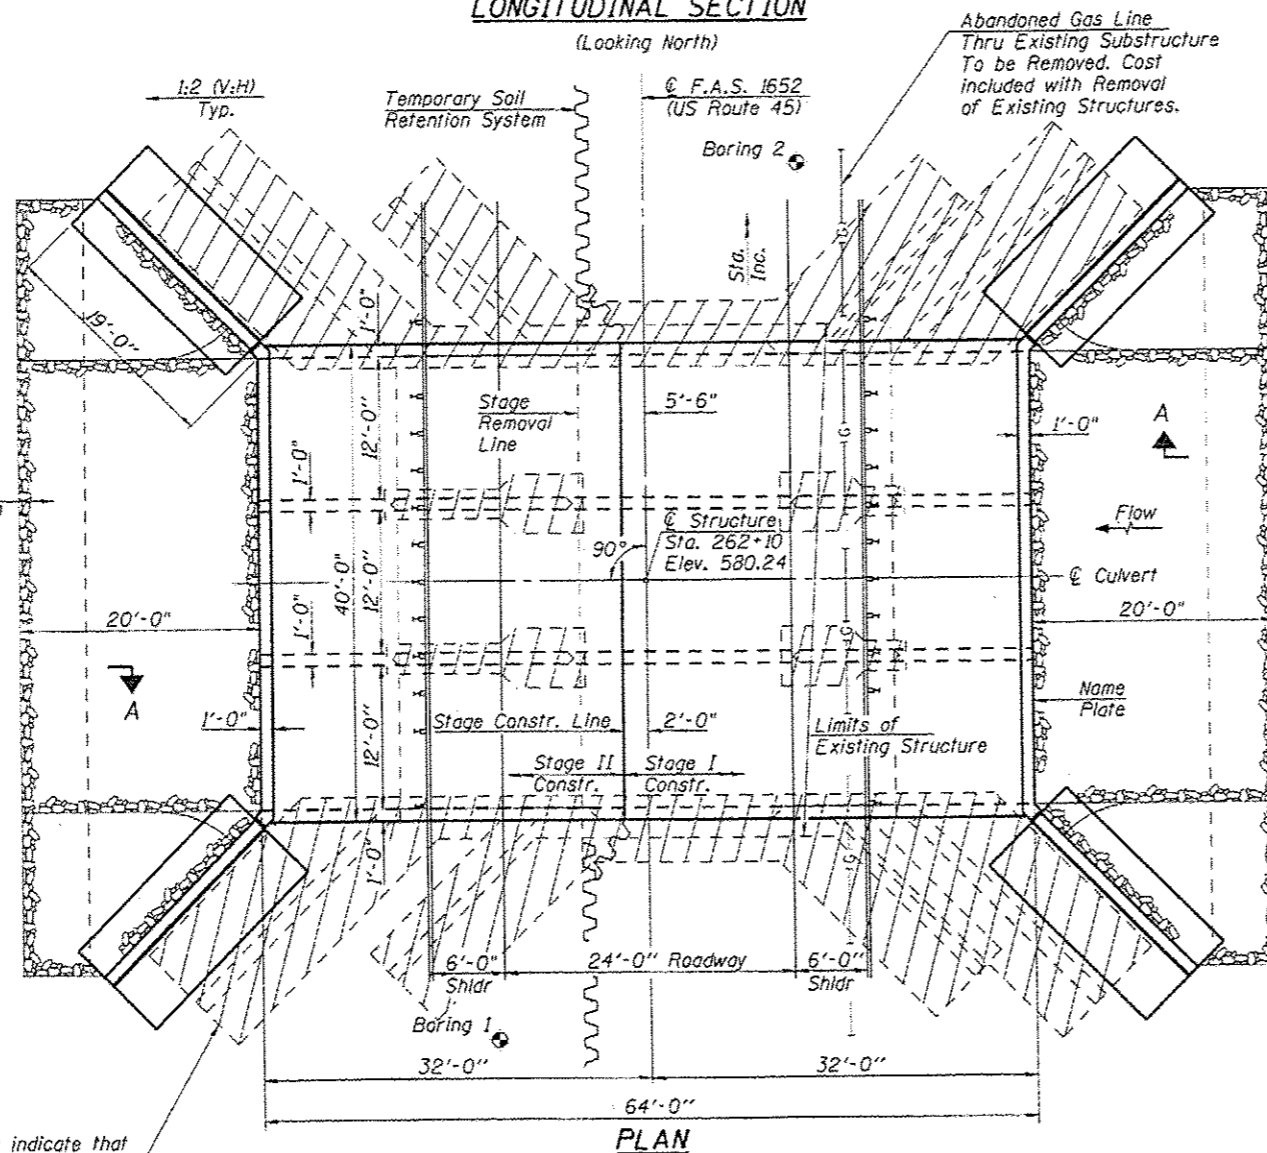 LONGITUDINAL SECTION
(Looking North)
Abandoned Gas Line
Thru Existing Substructure
To be Removed. Cost
included with Removal
of Existing Structures.
1:2 (V:H)
Typ.
Temporary Soil
Retention System
℄ F.A.S. 1652
(US Route 45)
Boring 2
Sta.
Inc.
19'-0"
1'-0"
Stage
Removal
Line
5'-6"
12'-0"
1'-0"
G
1'-0"
A
Flow
℄ Structure
Sta. 262+10
Elev. 580.24
90°
℄ Culvert
40'-0"
12'-0"
1'-0"
20'-0"
20'-0"
G
A
Name
Plate
1'-0"
Stage Constr. Line
2'-0"
Limits of
Existing Structure
12'-0"
Stage II
Constr.
Stage I
Constr.
1'-0"
G
6'-0"
Shldr
24'-0" Roadway
6'-0"
Shldr
Boring 1
32'-0"
32'-0"
64'-0"
PLAN
indicate that